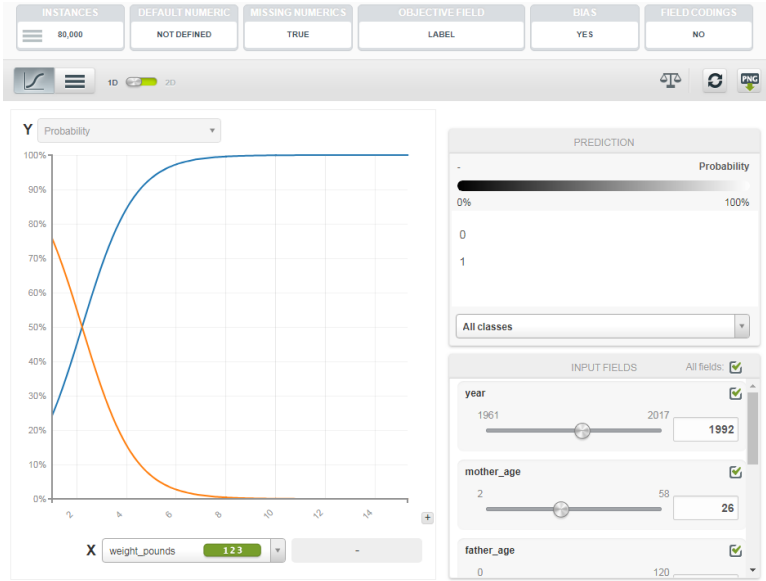 INSTANCES
80,000
DEFAULT NUMERIC
NOT DEFINED
MISSING NUMERICS
TRUE
OBJECTIVE FIELD
LABEL
BIAS
YES
FIELD CODINGS
NO
1D 2D
PNG
Y Probability
100%
90%
80%
70%
60%
50%
40%
30%
20%
10%
0%
2 4 6 8 10 12 14
+
X weight_pounds 123 -
PREDICTION
- Probability
0% 100%
0
1
All classes
INPUT FIELDS All fields:
year
1961 2017 1992
mother_age
2 58 26
father_age
0 120